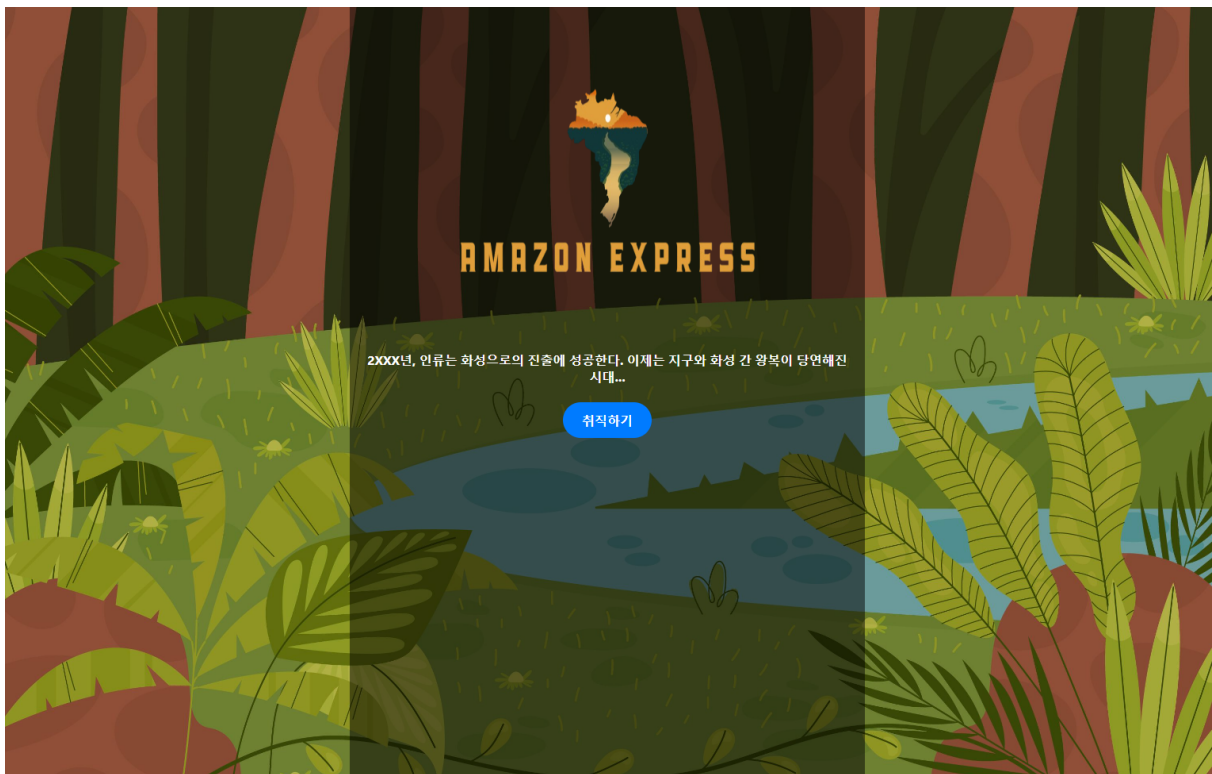 AMAZON EXPRESS
2XXX년, 인류는 화성으로의 진출에 성공한다. 이제는 지구와 화성 간 왕복이 당연해진
시대...
취직하기